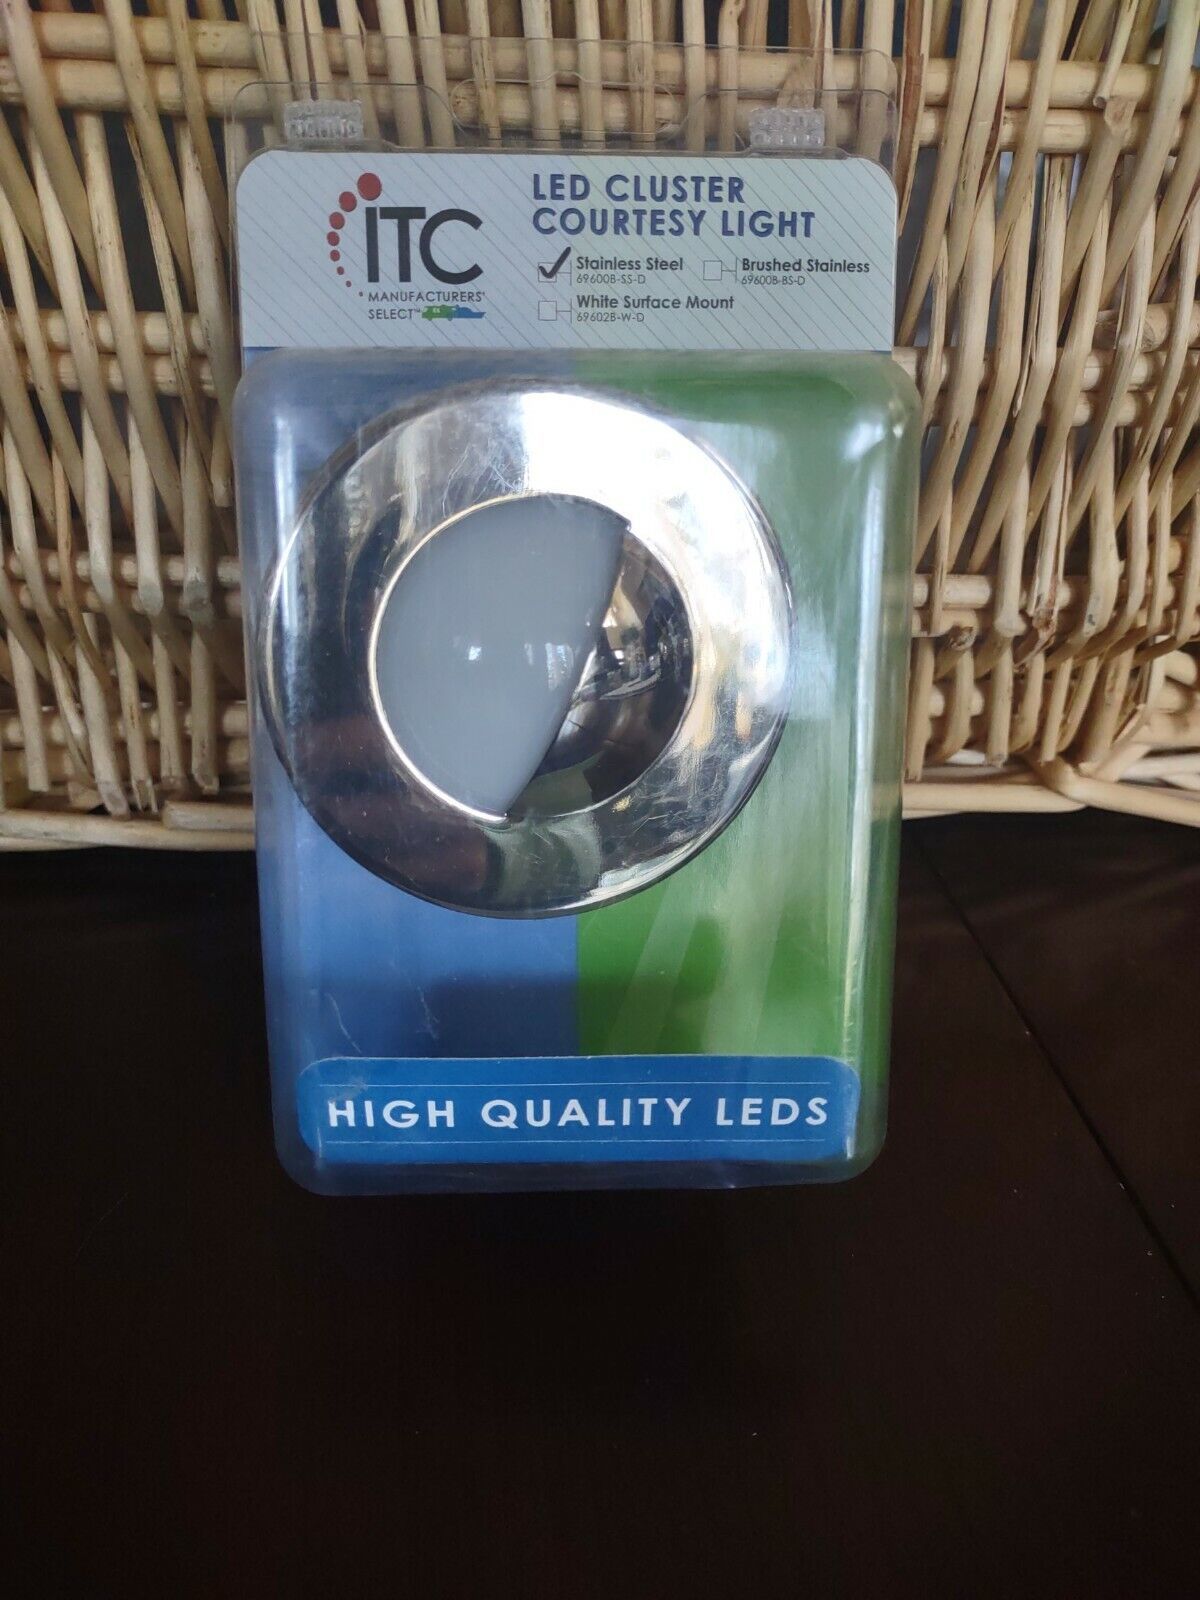 ITC
MANUFACTURERS'
SELECT™
LED CLUSTER
COURTESY LIGHT
Stainless Steel
69600B-SS-D
Brushed Stainless
69600B-BS-D
White Surface Mount
69602B-W-D
HIGH QUALITY LEDS